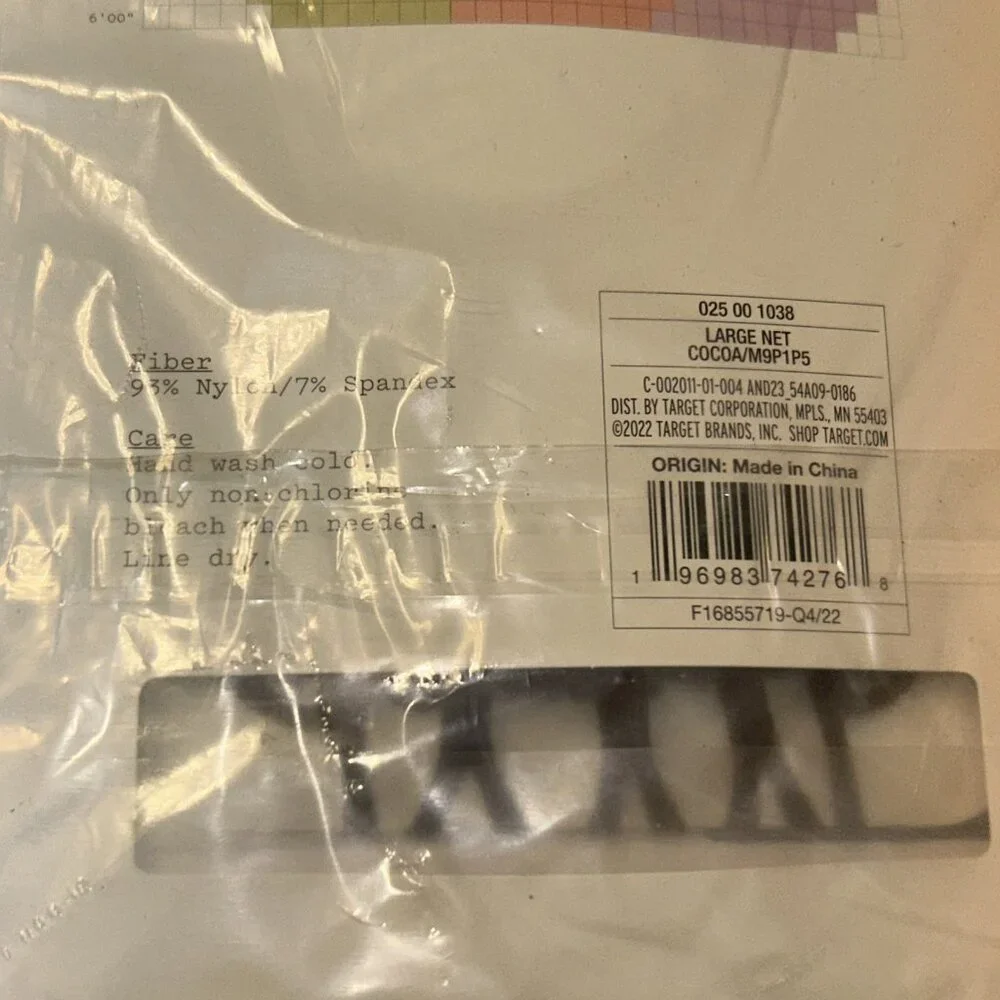 6'00"
Fiber
93% Nylon/7% Spandex
Care
Hand wash cold.
Only non-chlorine
bleach when needed.
Line dry.
025 00 1038
LARGE NET
COCOA/M9P1P5
C-002011-01-004 AND23 54A09-0186
DIST. BY TARGET CORPORATION, MPLS., MN 55403
©2022 TARGET BRANDS, INC. SHOP TARGET.COM
ORIGIN: Made in China
1 96983 74276 8
F16855719-Q4/22